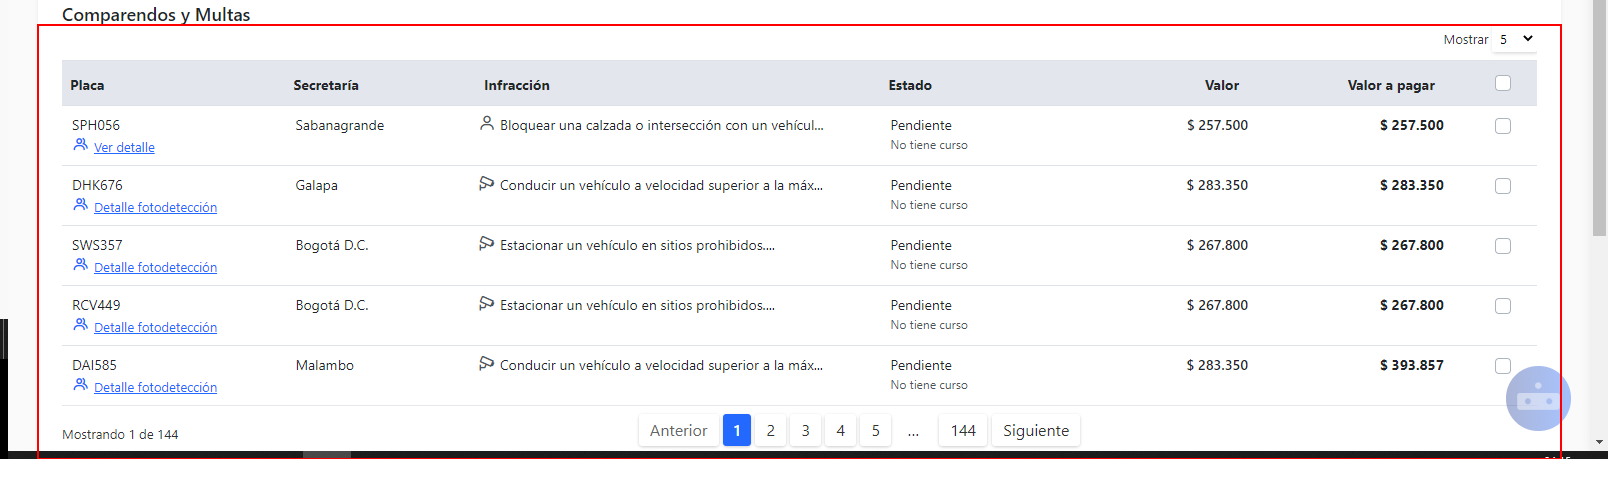 Comparendos y Multas
Mostrar 5
Placa Secretaría Infracción Estado Valor Valor a pagar
SPH056 Sabanagrande Bloquear una calzada o intersección con un vehícul... Pendiente $ 257.500 $ 257.500
Ver detalle No tiene curso
DHK676 Galapa Conducir un vehículo a velocidad superior a la máx... Pendiente $ 283.350 $ 283.350
Detalle fotodetección No tiene curso
SWS357 Bogotá D.C. Estacionar un vehículo en sitios prohibidos.... Pendiente $ 267.800 $ 267.800
Detalle fotodetección No tiene curso
RCV449 Bogotá D.C. Estacionar un vehículo en sitios prohibidos.... Pendiente $ 267.800 $ 267.800
Detalle fotodetección No tiene curso
DAI585 Malambo Conducir un vehículo a velocidad superior a la máx... Pendiente $ 283.350 $ 393.857
Detalle fotodetección No tiene curso
Mostrando 1 de 144 Anterior 1 2 3 4 5 ... 144 Siguiente